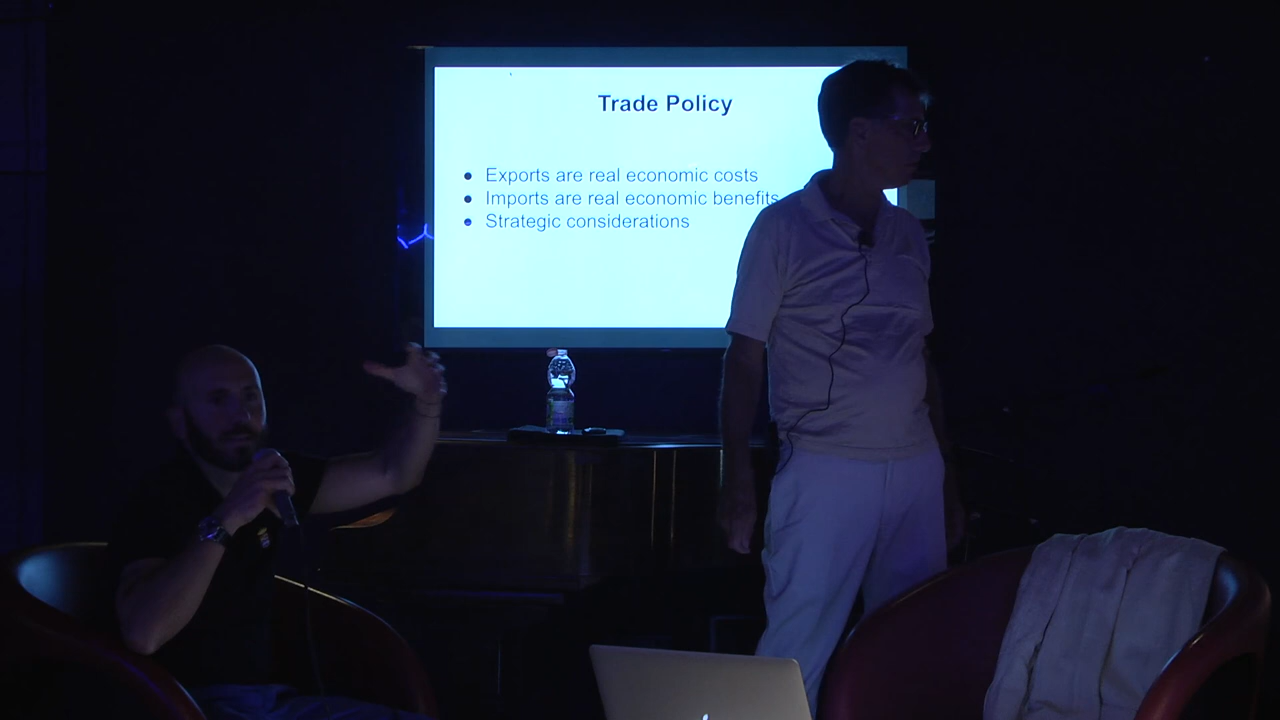 Trade Policy
● Exports are real economic costs
● Imports are real economic benefits
● Strategic considerations